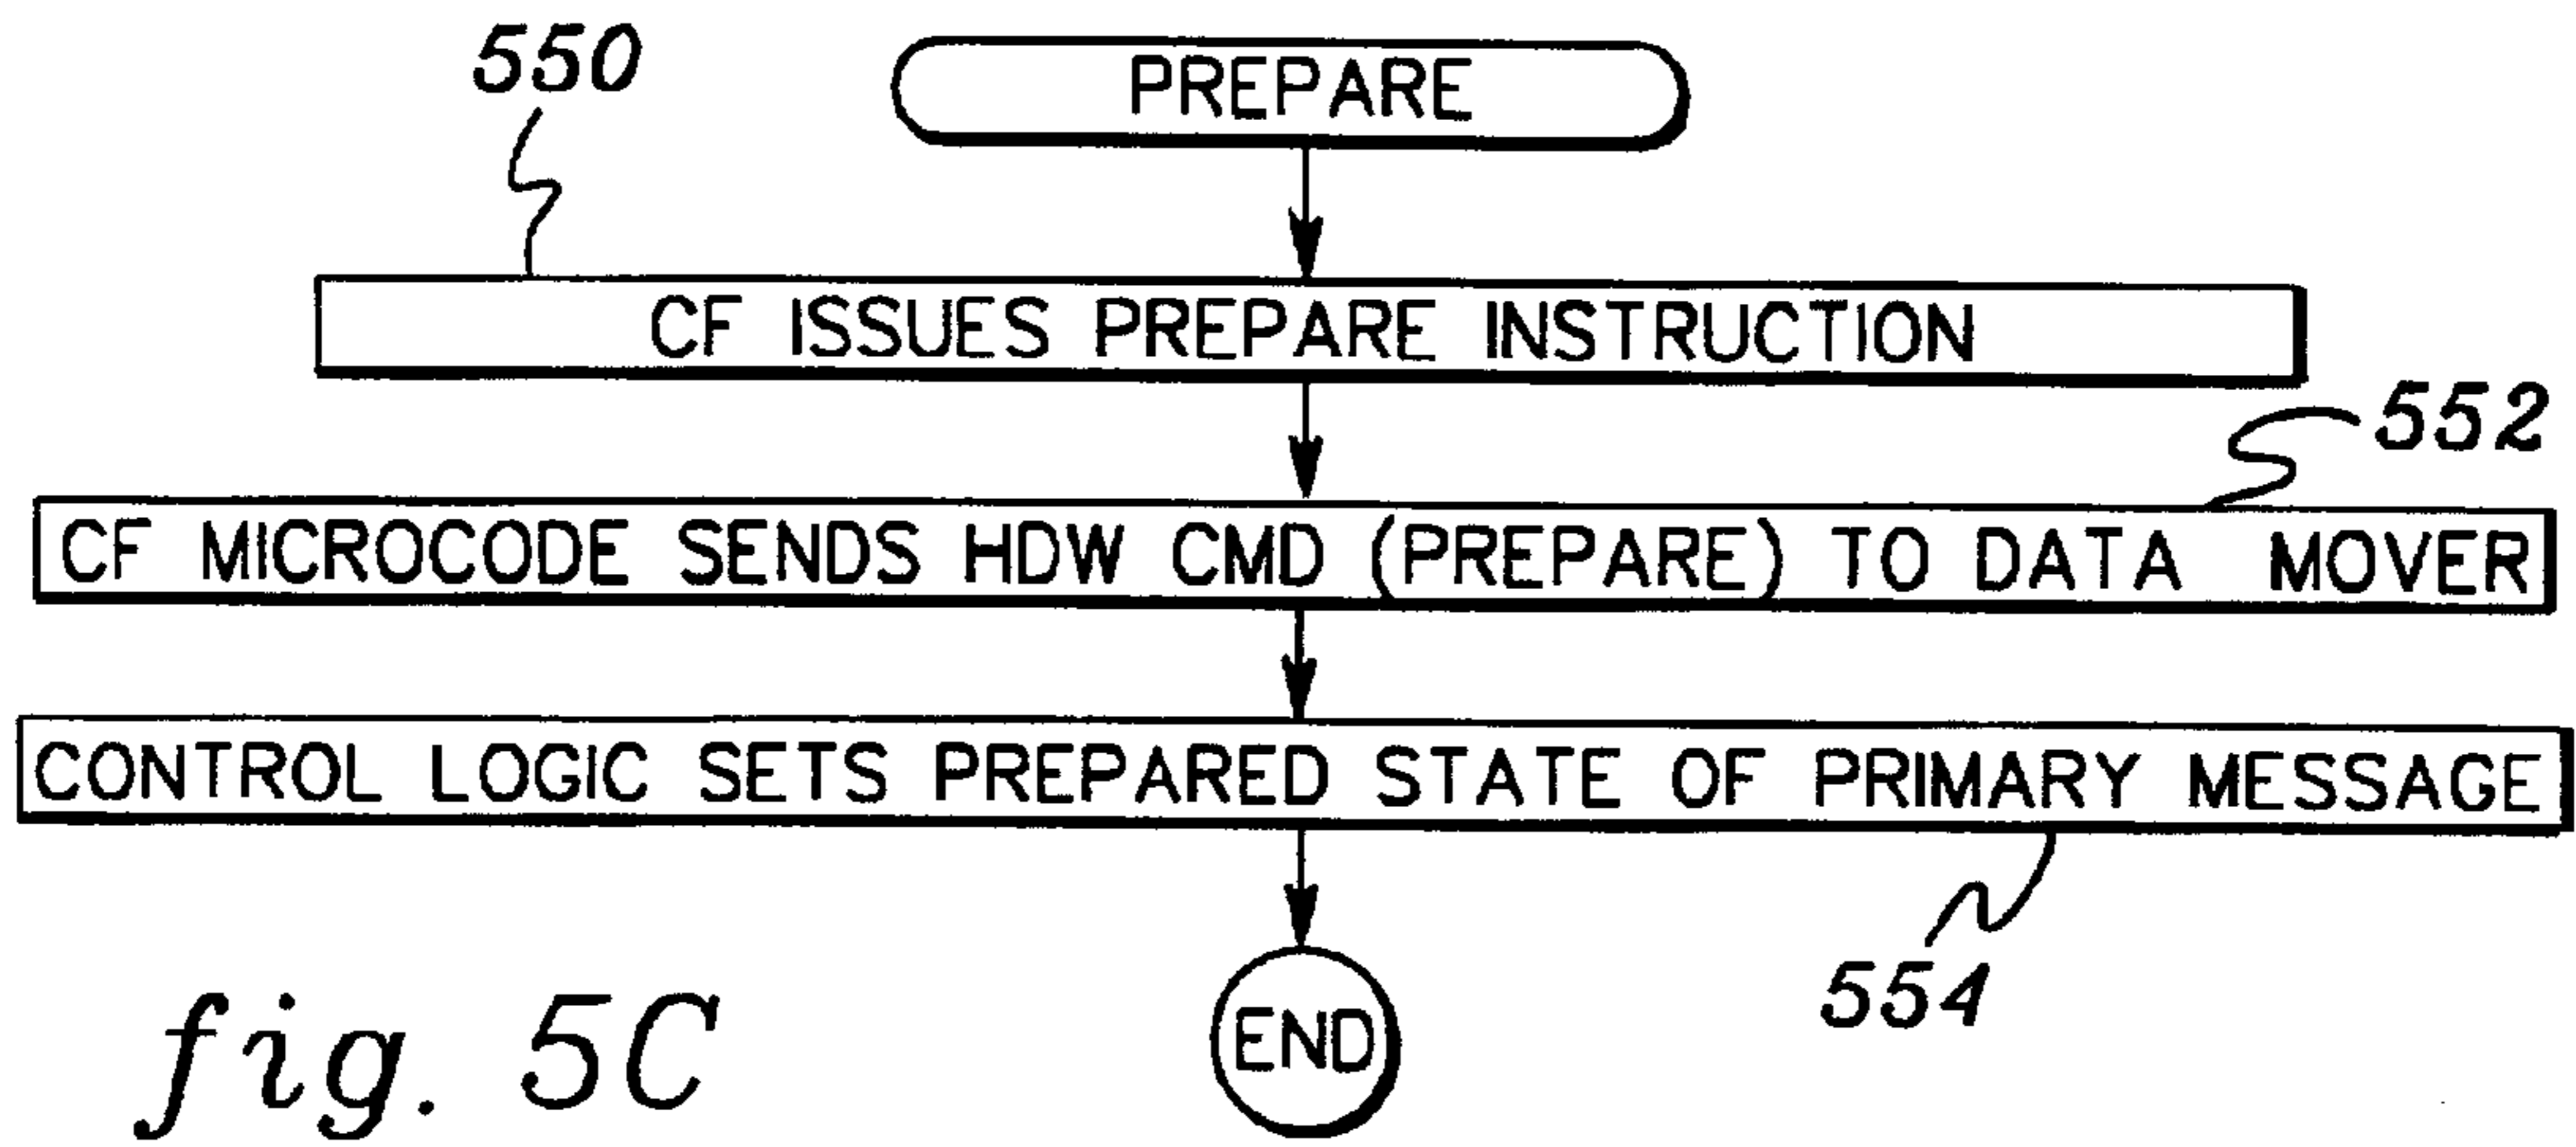 550
PREPARE
CF ISSUES PREPARE INSTRUCTION
552
CF MICROCODE SENDS HDW CMD (PREPARE) TO DATA MOVER
CONTROL LOGIC SETS PREPARED STATE OF PRIMARY MESSAGE
554
END
fig. 5C